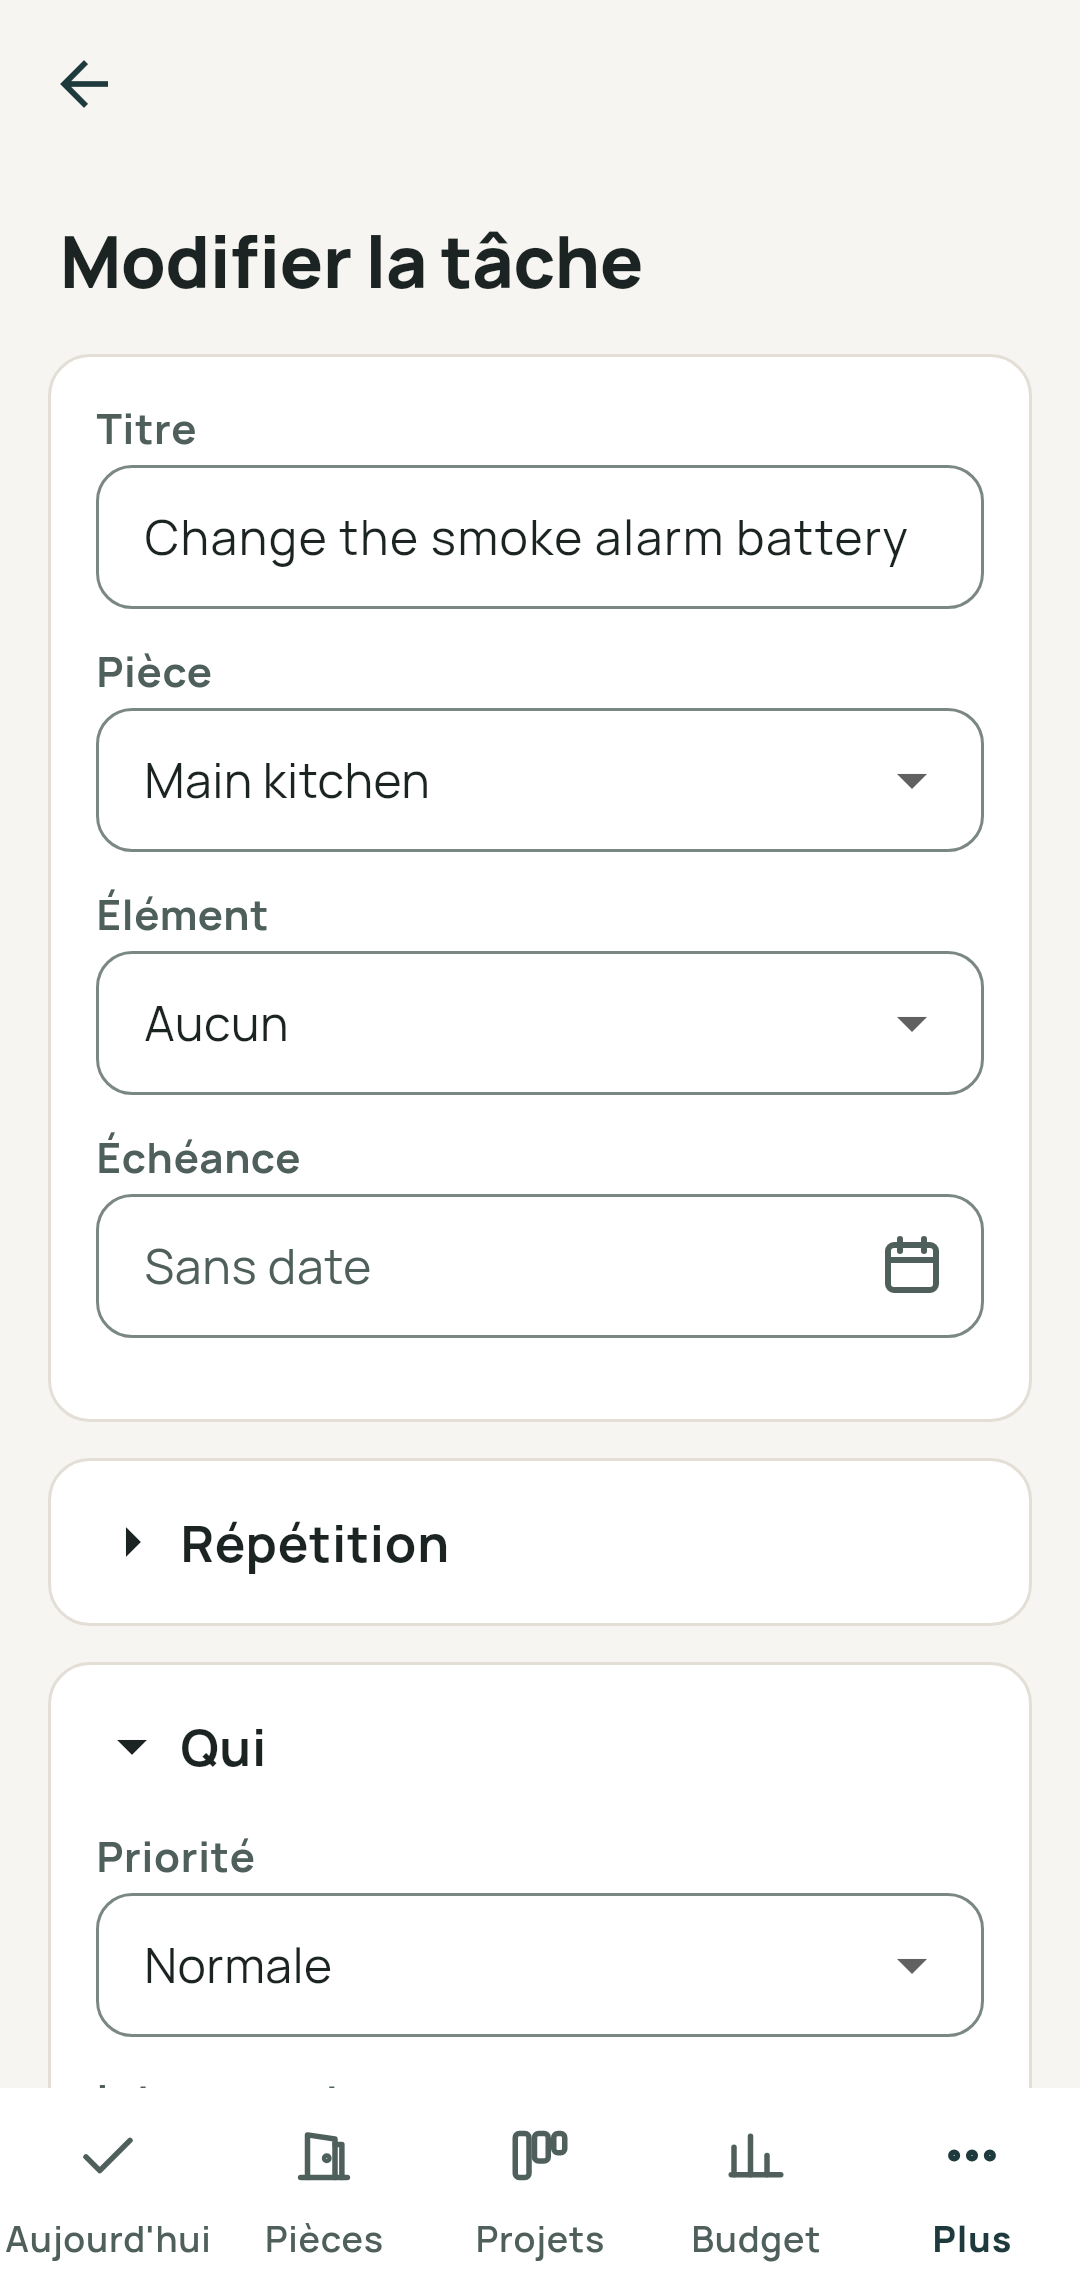 Modifier la tâche
Titre
Change the smoke alarm battery
Pièce
Main kitchen
Élément
Aucun
Échéance
Sans date
Répétition
Qui
Priorité
Normale
Aujourd'hui
Pièces
Projets
Budget
Plus